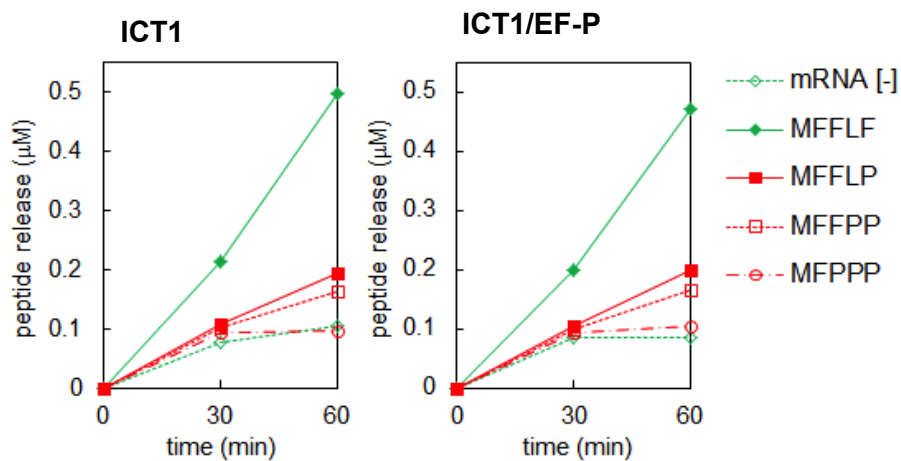 ICT1
ICT1/EF-P
peptide release (μM)
0.5
0.4
0.3
0.2
0.1
0
0
30
60
time (min)
peptide release (μM)
0.5
0.4
0.3
0.2
0.1
0
0
30
60
time (min)
mRNA [-]
MFFLF
MFFLP
MFFPP
MFPPP